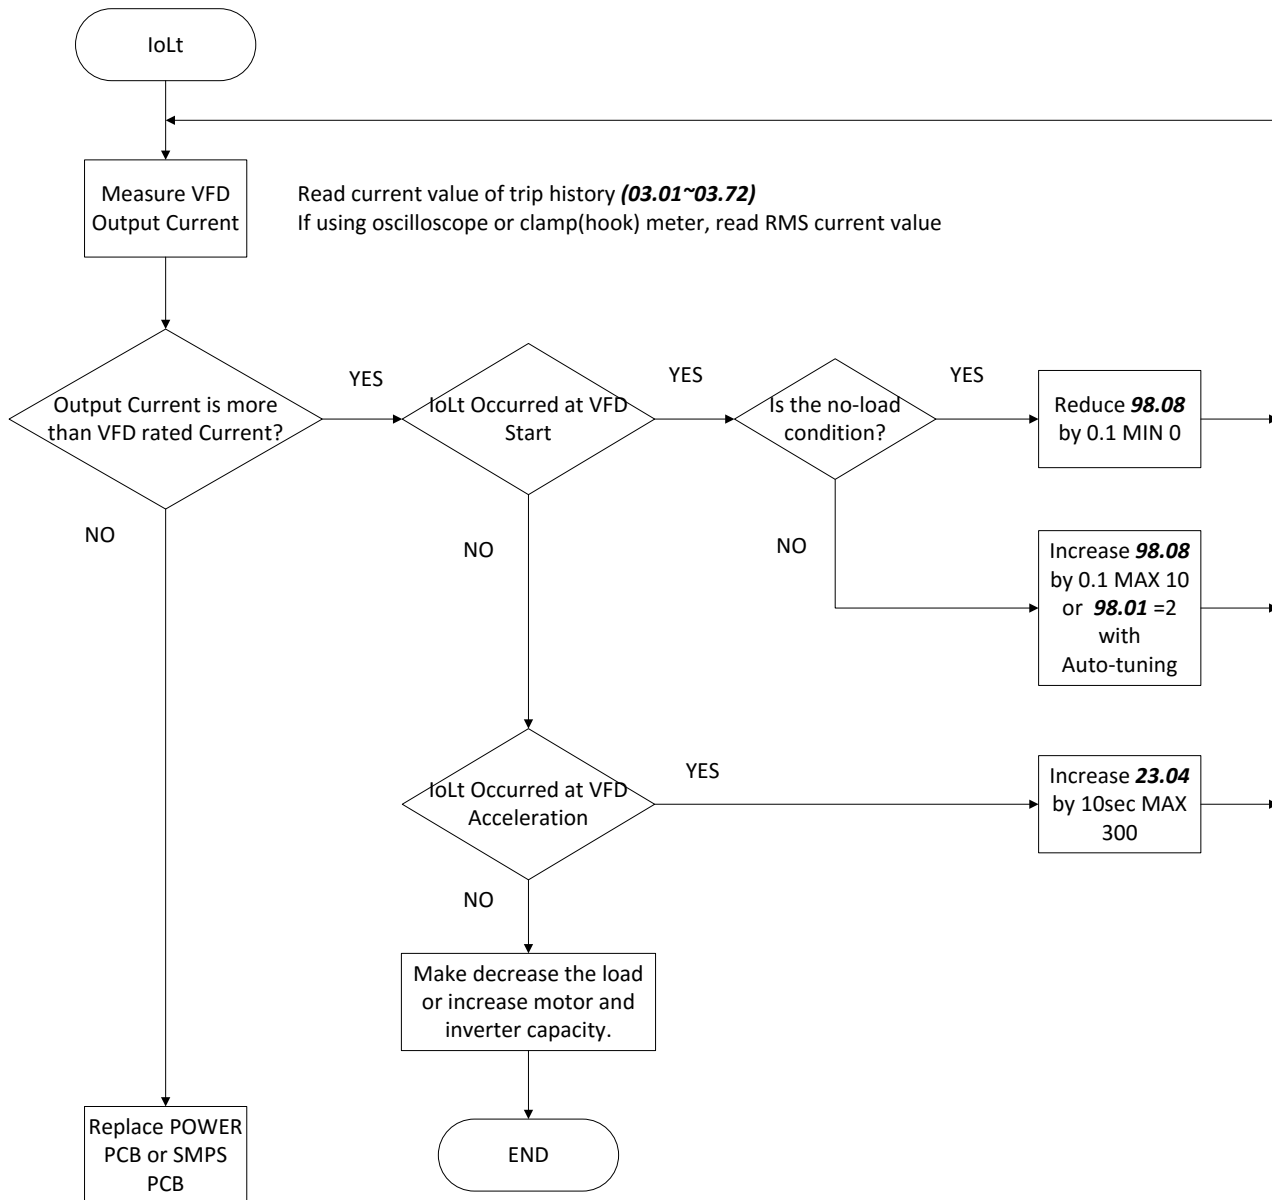 IoLt
Measure VFD
Output Current
Read current value of trip history (03.01~03.72)
If using oscilloscope or clamp(hook) meter, read RMS current value
Output Current is more
than VFD rated Current?
YES
IoLt Occurred at VFD
Start
YES
Is the no-load
condition?
YES
Reduce 98.08
by 0.1 MIN 0
NO
NO
NO
Increase 98.08
by 0.1 MAX 10
or 98.01 =2
with
Auto-tuning
IoLt Occurred at VFD
Acceleration
YES
Increase 23.04
by 10sec MAX
300
NO
Make decrease the load
or increase motor and
inverter capacity.
Replace POWER
PCB or SMPS
PCB
END